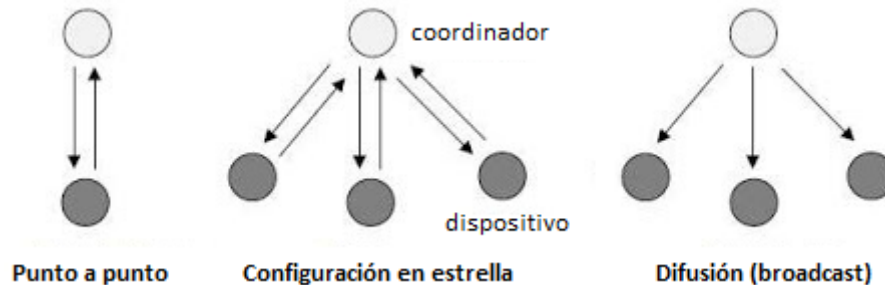 coordinador
dispositivo
Punto a punto
Configuración en estrella
Difusión (broadcast)